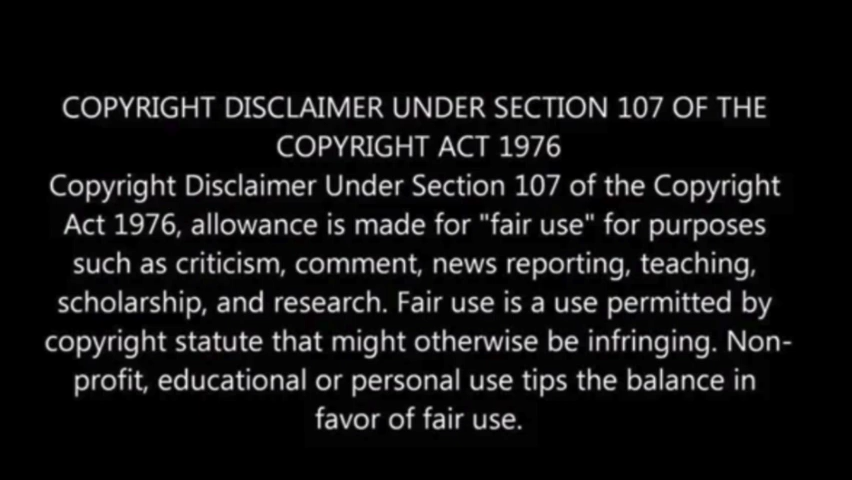 COPYRIGHT DISCLAIMER UNDER SECTION 107 OF THE
COPYRIGHT ACT 1976
Copyright Disclaimer Under Section 107 of the Copyright
Act 1976, allowance is made for "fair use" for purposes
such as criticism, comment, news reporting, teaching,
scholarship, and research. Fair use is a use permitted by
copyright statute that might otherwise be infringing. Non-
profit, educational or personal use tips the balance in
favor of fair use.